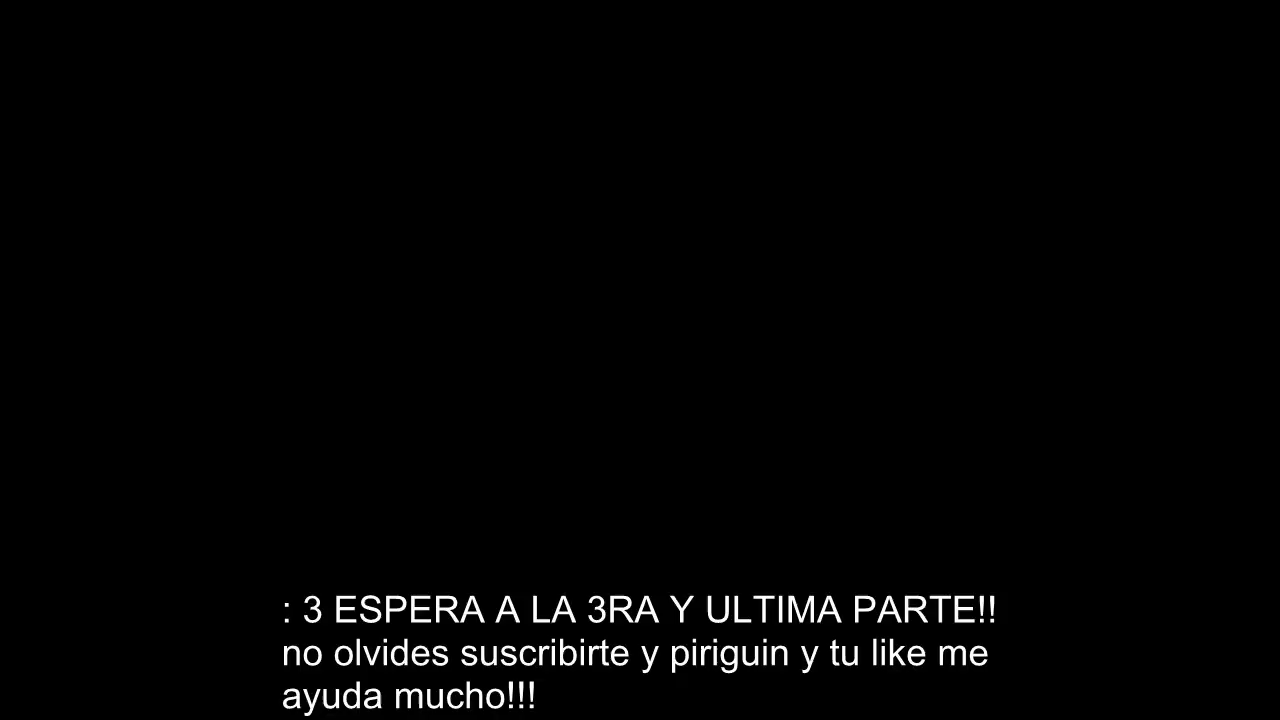 : 3 ESPERA A LA 3RA Y ULTIMA PARTE!!
no olvides suscribirte y piriguin y tu like me
ayuda mucho!!!